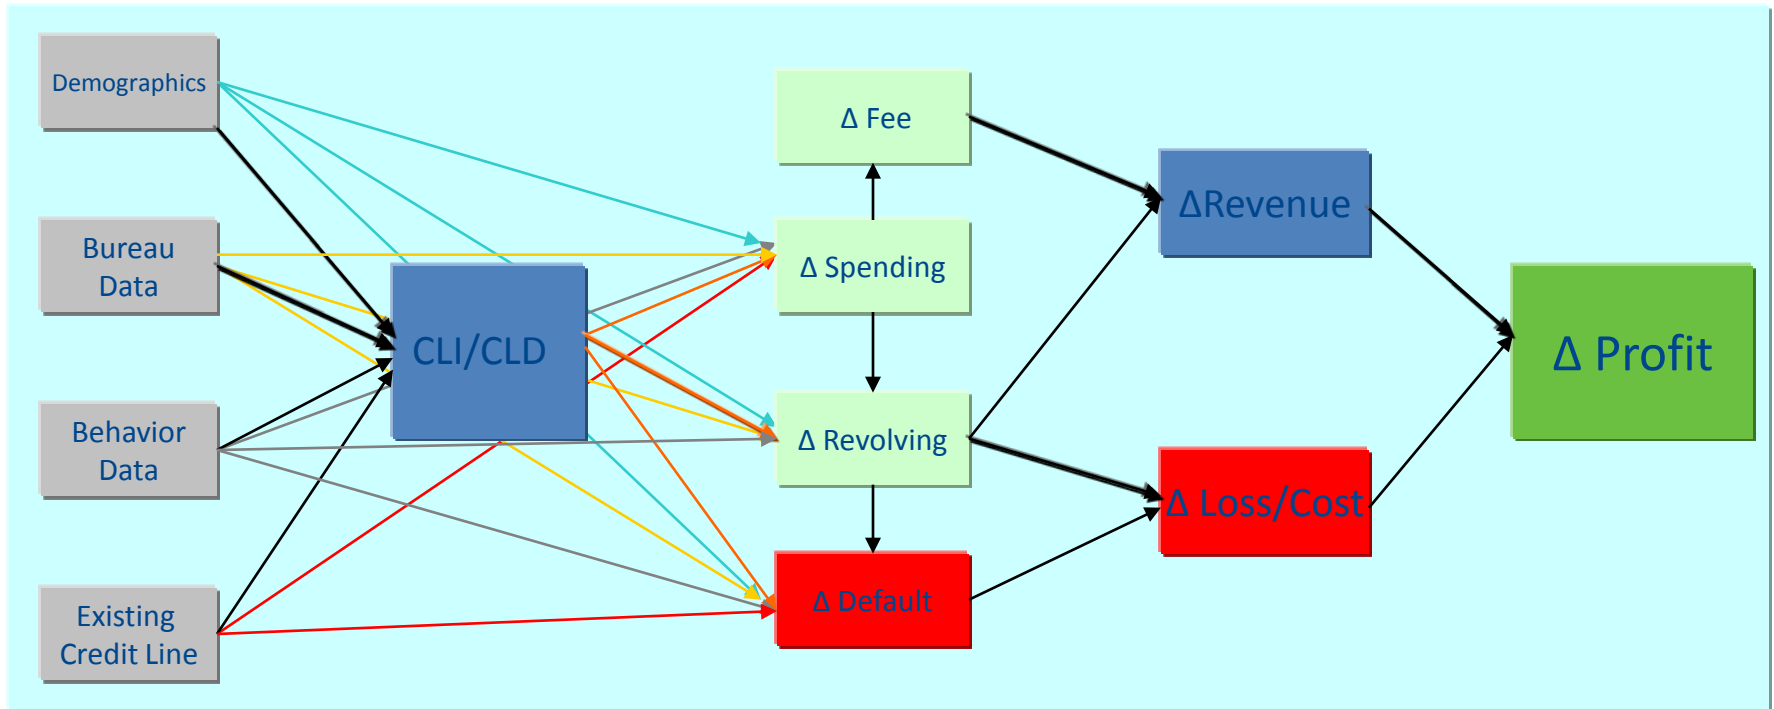 Demographics
Bureau
Data
Behavior
Data
Existing
Credit Line
CLI/CLD
Δ Fee
Δ Spending
Δ Revolving
Δ Default
ΔRevenue
Δ Loss/Cost
Δ Profit